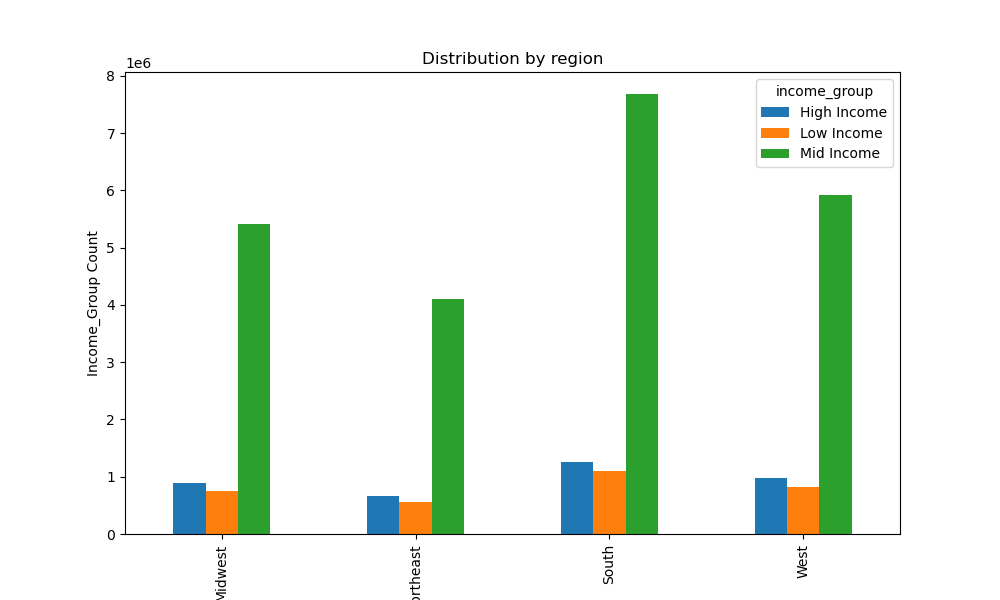 Distribution by region
1e6
8
7
6
5
4
3
2
1
0
Income_Group Count
income_group
High Income
Low Income
Mid Income
Midwest
ortheast
South
West